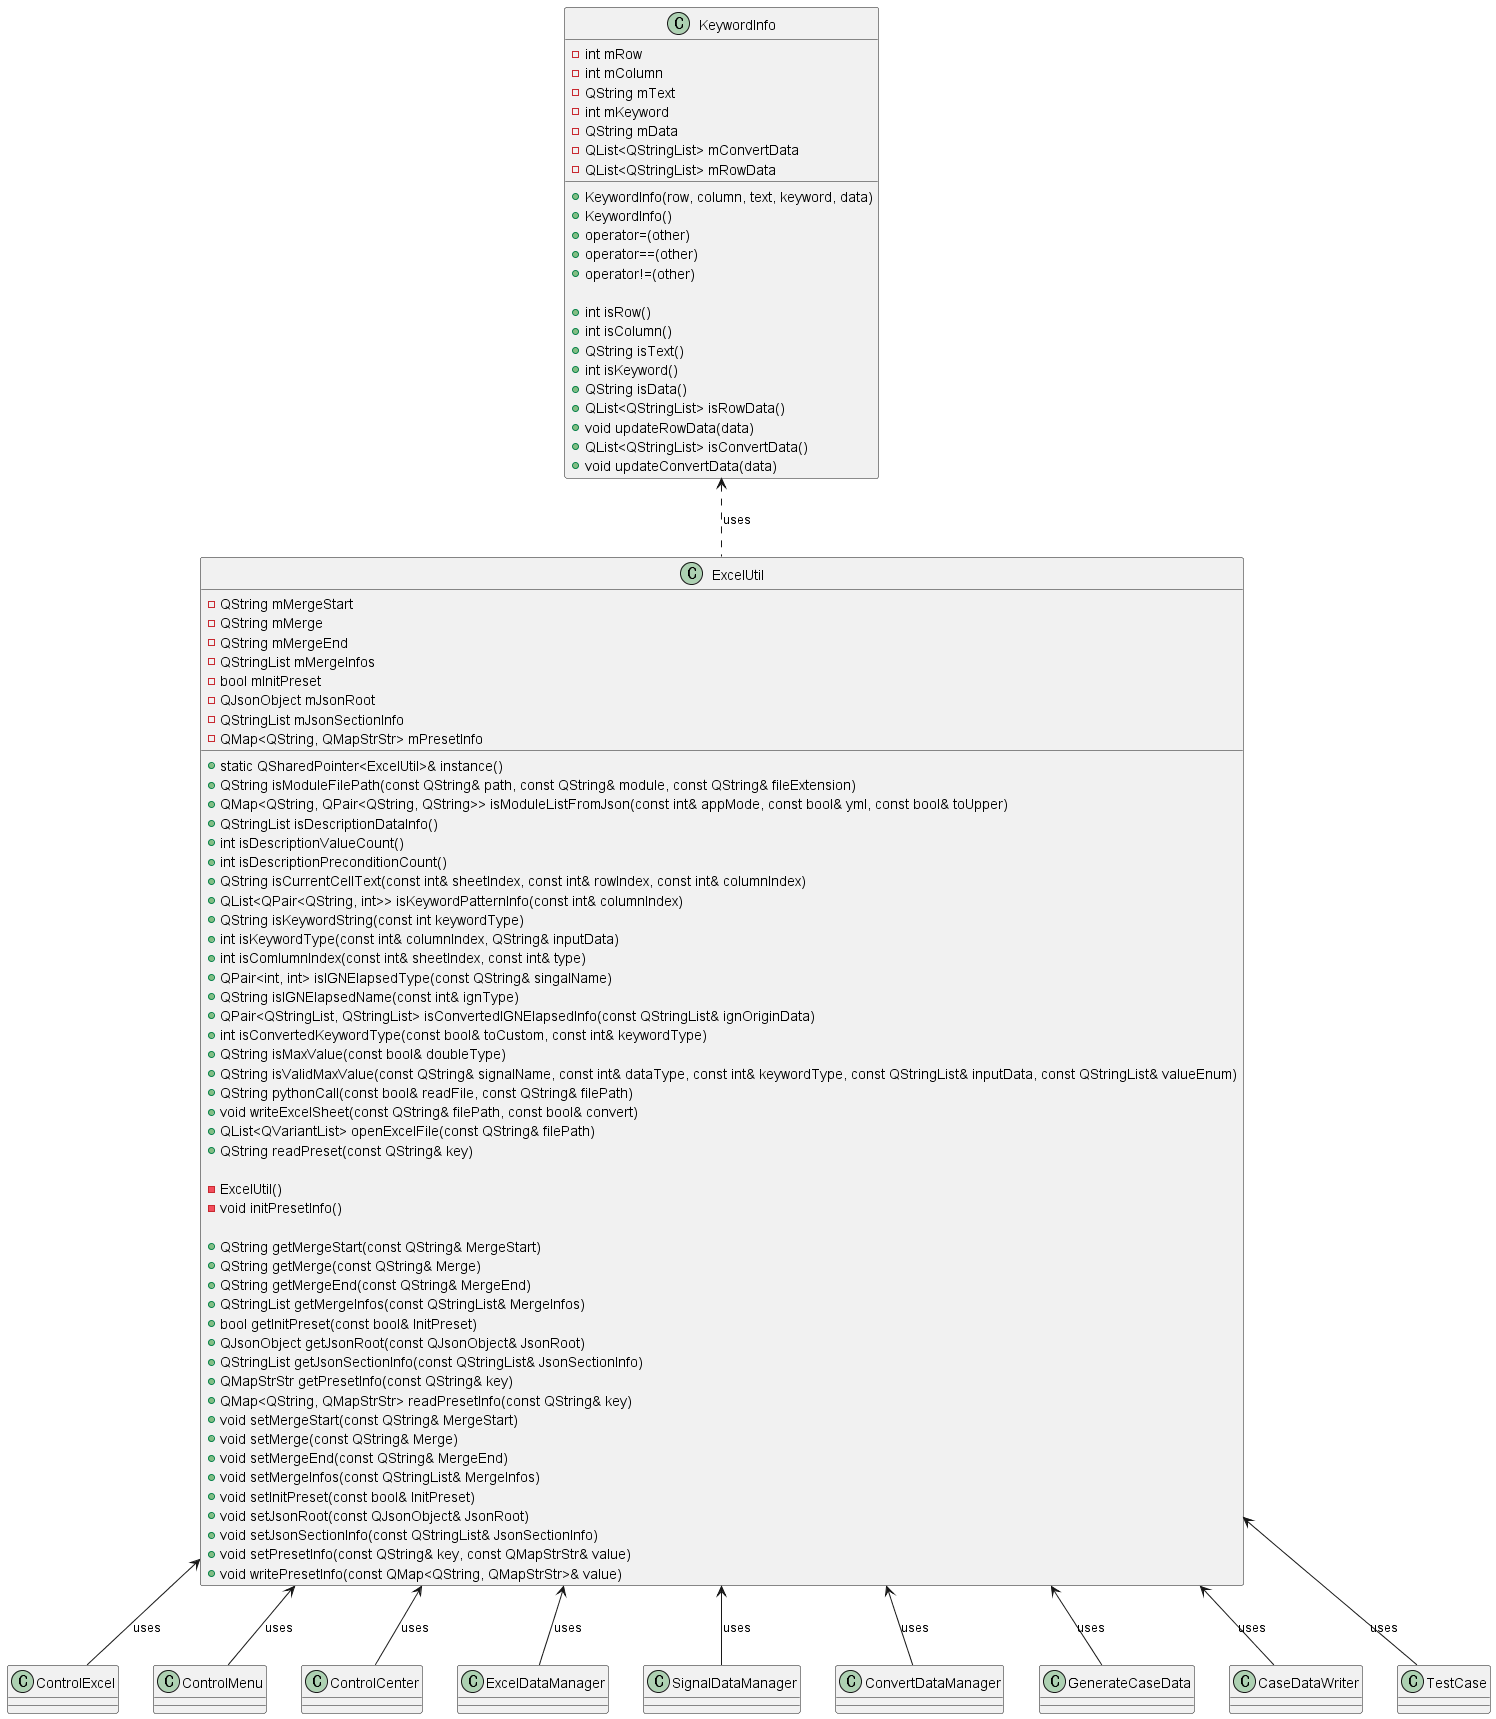 C KeywordInfo
int mRow
int mColumn
QString mText
int mKeyword
QString mData
QList<QStringList> mConvertData
QList<QStringList> mRowData
KeywordInfo(row, column, text, keyword, data)
KeywordInfo()
operator=(other)
operator==(other)
operator!=(other)
int isRow()
int isColumn()
QString isText()
int isKeyword()
QString isData()
QList<QStringList> isRowData()
void updateRowData(data)
QList<QStringList> isConvertData()
void updateConvertData(data)
uses
C ExcelUtil
QString mMergeStart
QString mMerge
QString mMergeEnd
QStringList mMergeInfos
bool mInitPreset
QJsonObject mJsonRoot
QStringList mJsonSectionInfo
QMap<QString, QMapStrStr> mPresetInfo
static QSharedPointer<ExcelUtil>& instance()
QString isModuleFilePath(const QString& path, const QString& module, const QString& fileExtension)
QMap<QString, QPair<QString, QString>> isModuleListFromJson(const int& appMode, const bool& yml, const bool& toUpper)
QStringList isDescriptionDataInfo()
int isDescriptionValueCount()
int isDescriptionPreconditionCount()
QString isCurrentCellText(const int& sheetIndex, const int& rowIndex, const int& columnIndex)
QList<QPair<QString, int>> isKeywordPatternInfo(const int& columnIndex)
QString isKeywordString(const int keywordType)
int isKeywordType(const int& columnIndex, QString& inputData)
int isComlumnIndex(const int& sheetIndex, const int& type)
QPair<int, int> isIGNElapsedType(const QString& singalName)
QString isIGNElapsedName(const int& ignType)
QPair<QStringList, QStringList> isConvertedIGNElapsedInfo(const QStringList& ignOriginData)
int isConvertedKeywordType(const bool& toCustom, const int& keywordType)
QString isMaxValue(const bool& doubleType)
QString isValidMaxValue(const QString& signalName, const int& dataType, const int& keywordType, const QStringList& inputData, const QStringList& valueEnum)
QString pythonCall(const bool& readFile, const QString& filePath)
void writeExcelSheet(const QString& filePath, const bool& convert)
QList<QVariantList> openExcelFile(const QString& filePath)
QString readPreset(const QString& key)
ExcelUtil()
void initPresetInfo()
QString getMergeStart(const QString& MergeStart)
QString getMerge(const QString& Merge)
QString getMergeEnd(const QString& MergeEnd)
QStringList getMergeInfos(const QStringList& MergeInfos)
bool getInitPreset(const bool& InitPreset)
QJsonObject getJsonRoot(const QJsonObject& JsonRoot)
QStringList getJsonSectionInfo(const QStringList& JsonSectionInfo)
QMapStrStr getPresetInfo(const QString& key)
QMap<QString, QMapStrStr> readPresetInfo(const QString& key)
void setMergeStart(const QString& MergeStart)
void setMerge(const QString& Merge)
void setMergeEnd(const QString& MergeEnd)
void setMergeInfos(const QStringList& MergeInfos)
void setInitPreset(const bool& InitPreset)
void setJsonRoot(const QJsonObject& JsonRoot)
void setJsonSectionInfo(const QStringList& JsonSectionInfo)
void setPresetInfo(const QString& key, const QMapStrStr& value)
void writePresetInfo(const QMap<QString, QMapStrStr>& value)
uses
uses
uses
uses
uses
uses
uses
uses
uses
C ControlExcel
C ControlMenu
C ControlCenter
C ExcelDataManager
C SignalDataManager
C ConvertDataManager
C GenerateCaseData
C CaseDataWriter
C TestCase